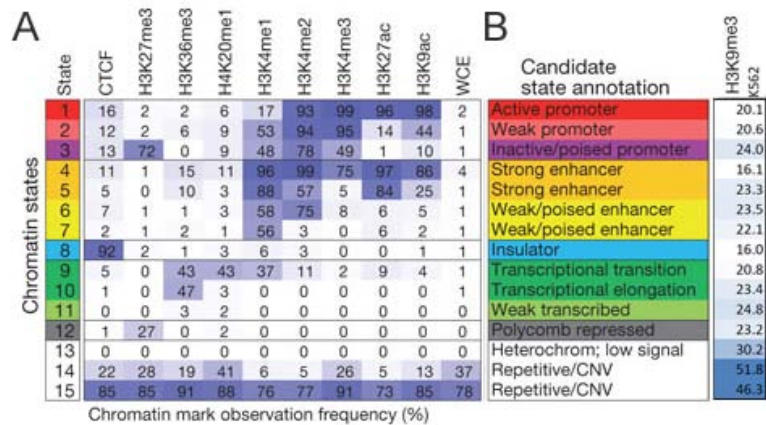 A
B
State CTCF H3K27me3 H3K36me3 H4K20me1 H3K4me1 H3K4me2 H3K4me3 H3K27ac H3K9ac WCE Candidate state annotation H3K9me3 K562
Chromatin states
1 16 2 2 6 17 93 99 96 98 2 Active promoter 20.1
2 12 2 6 9 53 94 95 14 44 1 Weak promoter 20.6
3 13 72 0 9 48 78 49 1 10 1 Inactive/poised promoter 24.0
4 11 1 15 11 96 99 75 97 86 4 Strong enhancer 16.1
5 5 0 10 3 88 57 5 84 25 1 Strong enhancer 23.3
6 7 1 1 3 58 75 8 6 5 1 Weak/poised enhancer 23.5
7 2 1 2 1 56 3 0 6 2 1 Weak/poised enhancer 22.1
8 92 2 1 3 6 3 0 0 1 1 Insulator 16.0
9 5 0 43 43 37 11 2 9 4 1 Transcriptional transition 20.8
10 1 0 47 3 0 0 0 0 0 1 Transcriptional elongation 23.4
11 0 0 3 2 0 0 0 0 0 0 Weak transcribed 24.8
12 1 27 0 2 0 0 0 0 0 0 Polycomb repressed 23.2
13 0 0 0 0 0 0 0 0 0 0 Heterochrom; low signal 30.2
14 22 28 19 41 6 5 26 5 13 37 Repetitive/CNV 51.8
15 85 85 91 88 76 77 91 73 85 78 Repetitive/CNV 46.3
Chromatin mark observation frequency (%)